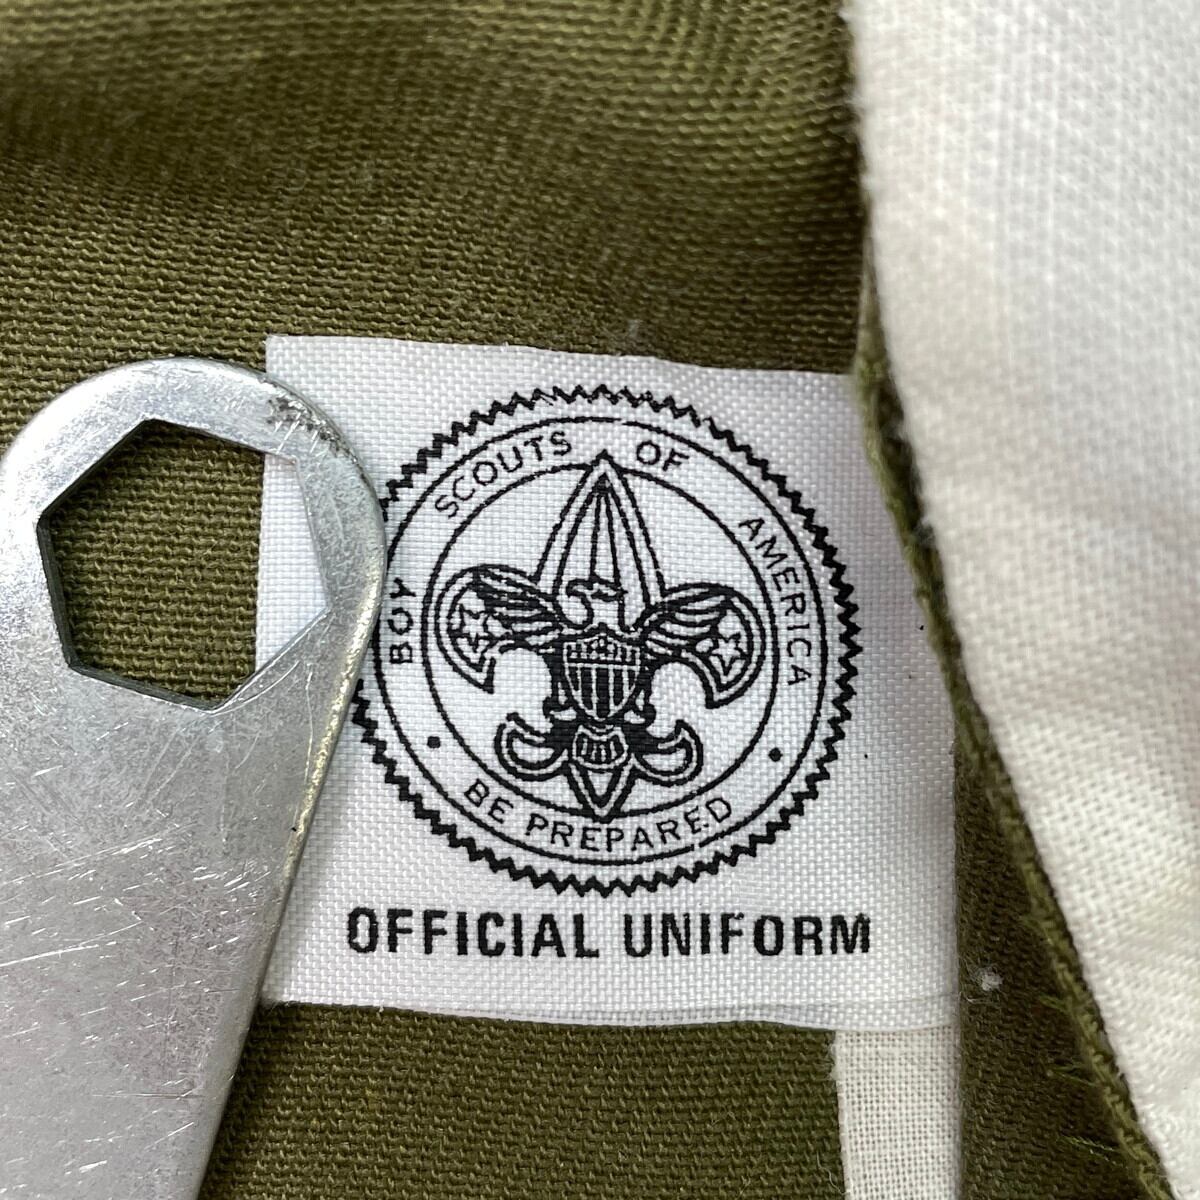 BOY SCOUTS OF AMERICA
BE PREPARED
OFFICIAL UNIFORM